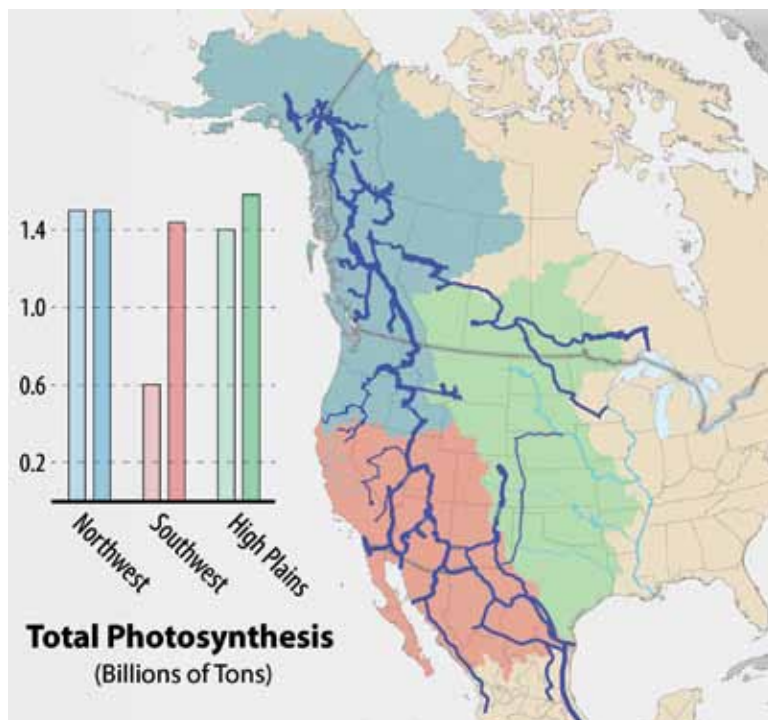 1.4
1.0
0.6
0.2
Northwest
Southwest
High Plains
Total Photosynthesis
(Billions of Tons)